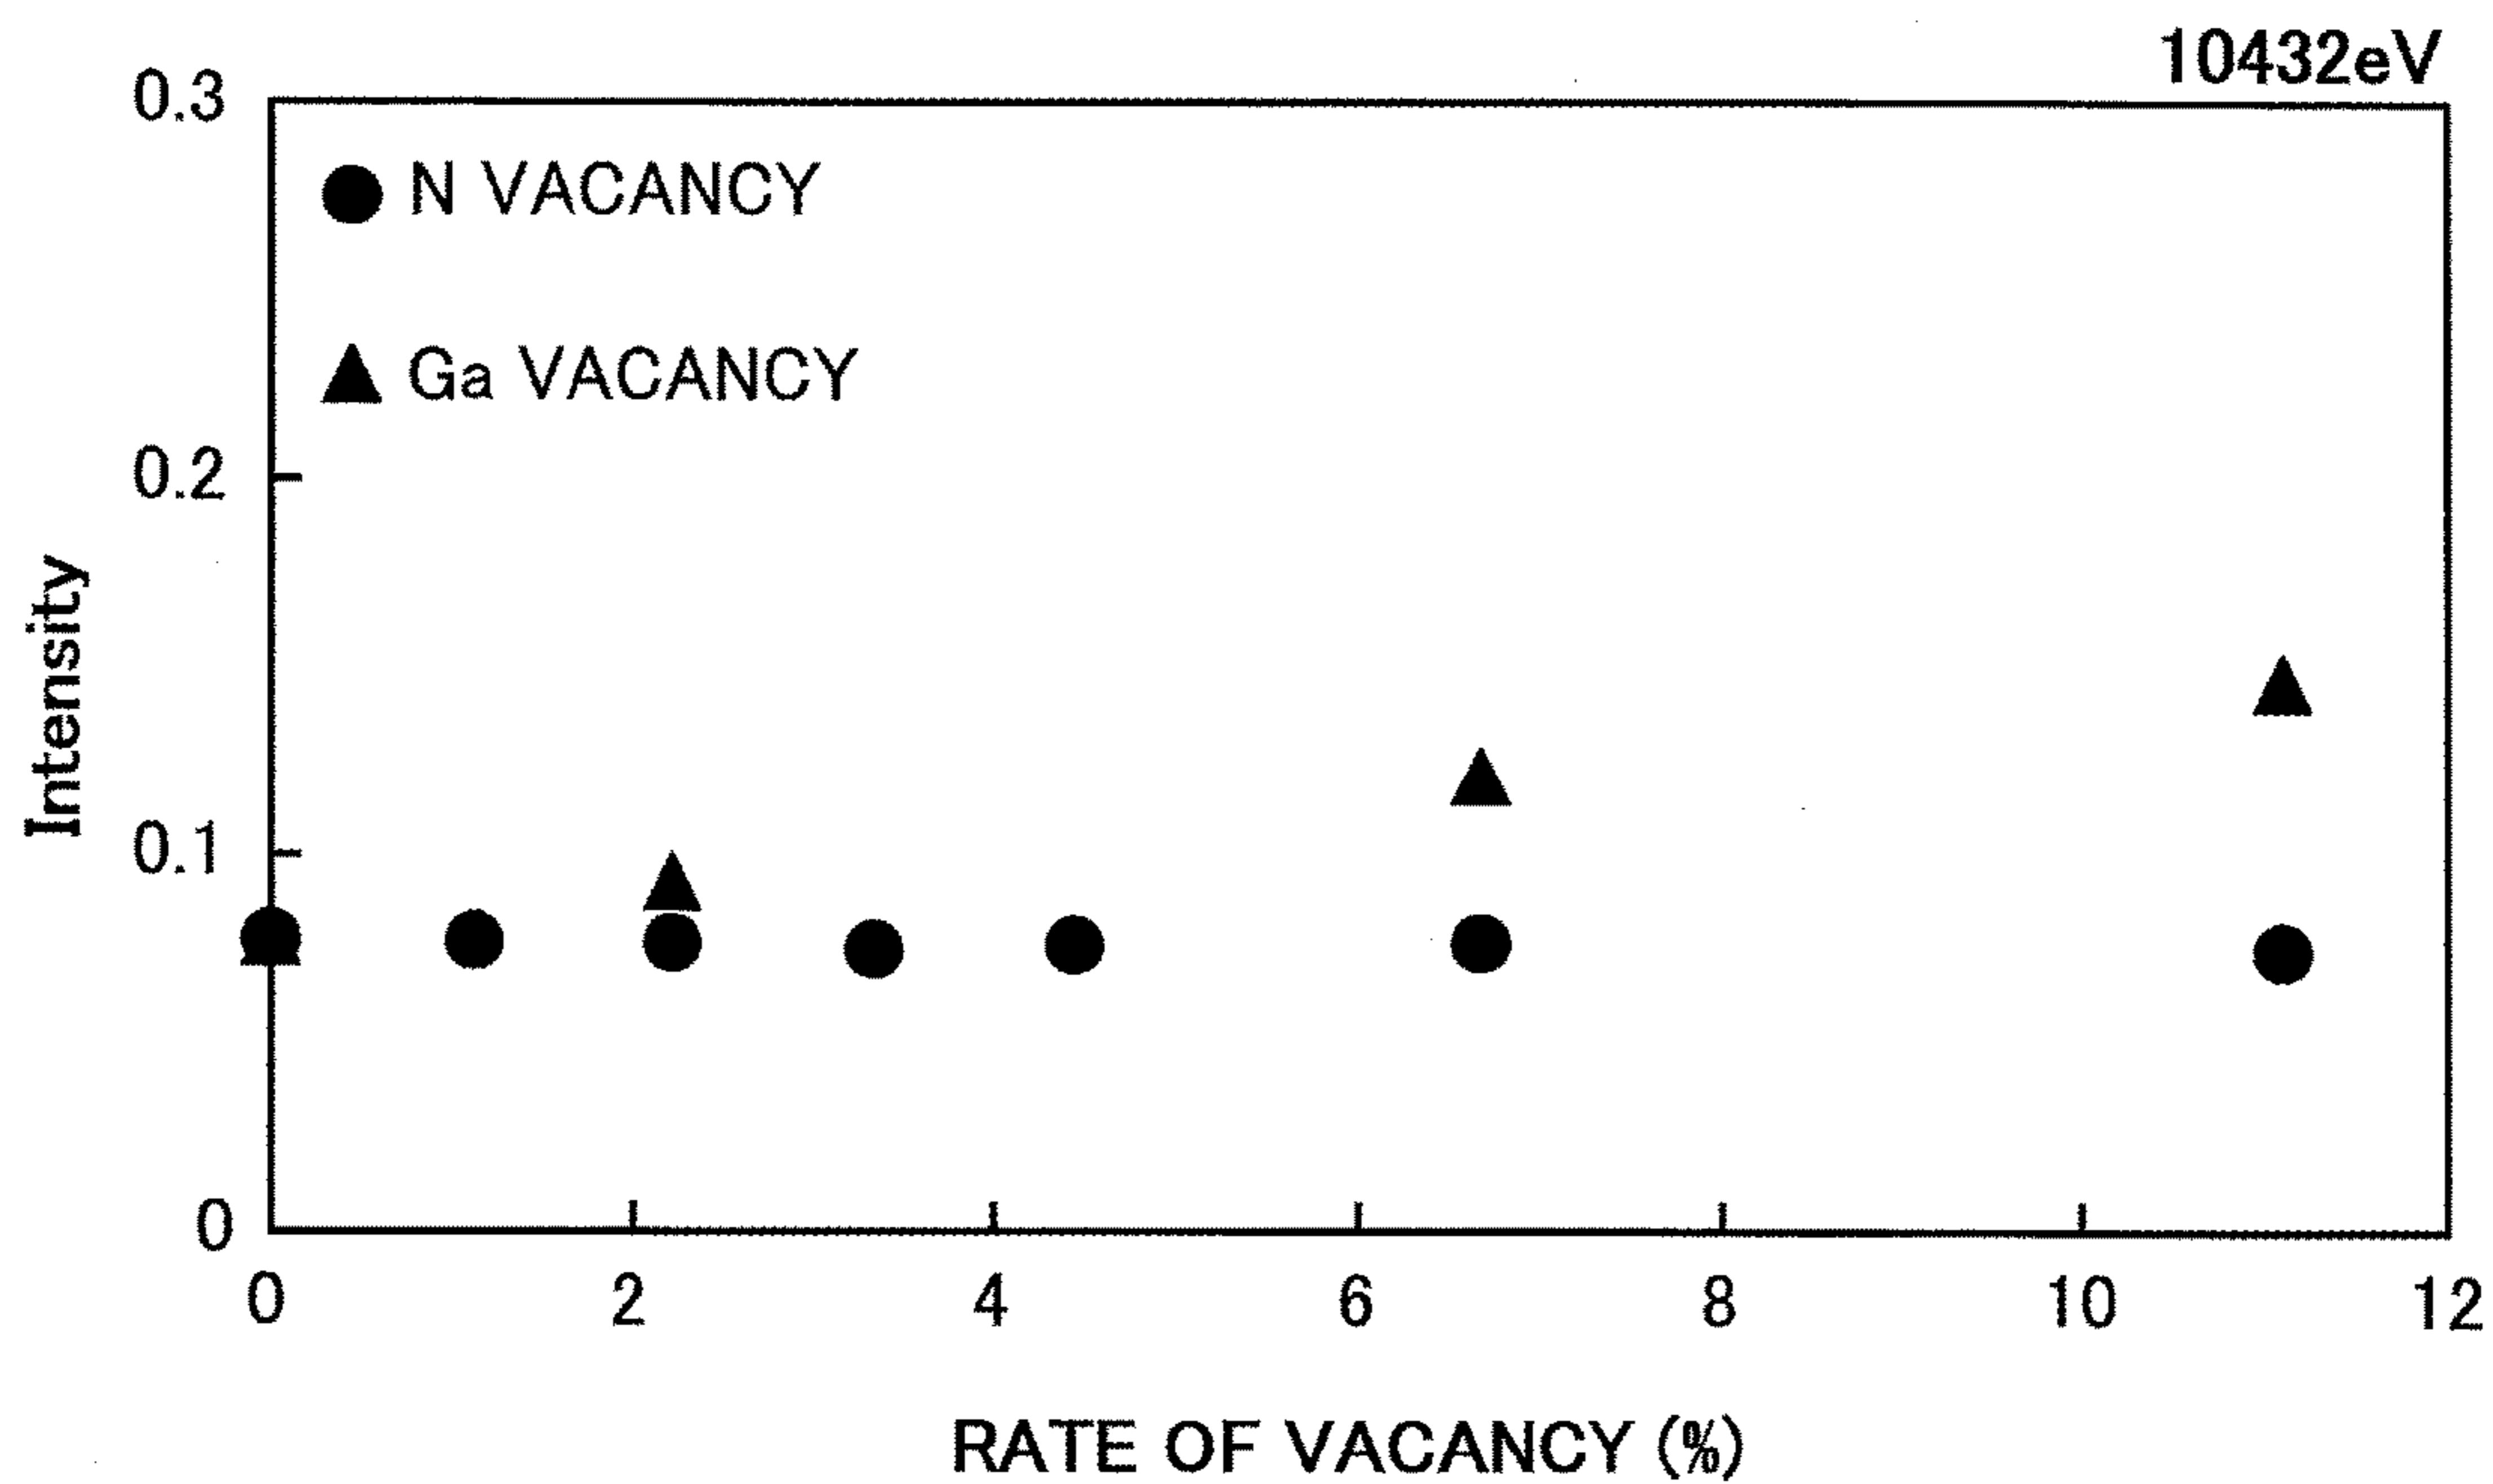 10432eV
0.3
N VACANCY
Ga VACANCY
0.2
Intensity
0.1
0
0 2 4 6 8 10 12
RATE OF VACANCY (%)